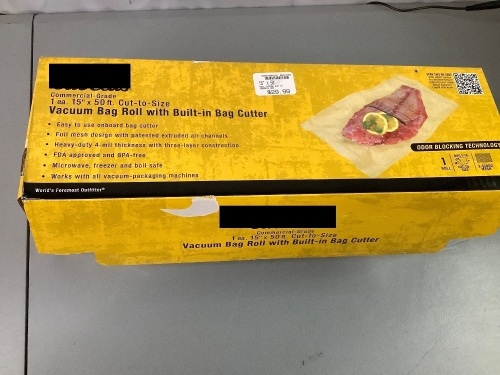 Commercial-Grade
1 ea. 15" x 50 ft. Cut-to-Size
Vacuum Bag Roll with Built-in Bag Cutter
• Easy to use onboard bag cutter
• Full mesh design with patented extruded air channels
• Heavy-duty 4-mil thickness with three-layer construction
• FDA approved and BPA-free
• Microwave, freezer and boil safe
• Works with all vacuum-packaging machines
World's Foremost Outfitter®
ODOR BLOCKING TECHNOLOGY
1
ROLL
Commercial-Grade
1 ea. 15" x 50 ft. Cut-to-Size
Vacuum Bag Roll with Built-in Bag Cutter